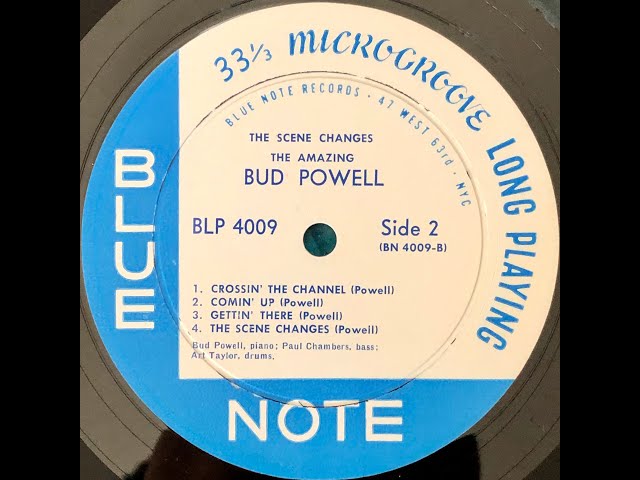 33⅓ MICROGROOVE LONG PLAYING
BLUE NOTE RECORDS · 47 WEST 63rd · NYC
THE SCENE CHANGES
THE AMAZING
BUD POWELL
BLP 4009
Side 2
(BN 4009-B)
1. CROSSIN' THE CHANNEL (Powell)
2. COMIN' UP (Powell)
3. GETTIN' THERE (Powell)
4. THE SCENE CHANGES (Powell)
Bud Powell, piano; Paul Chambers, bass;
Art Taylor, drums.
BLUE
NOTE